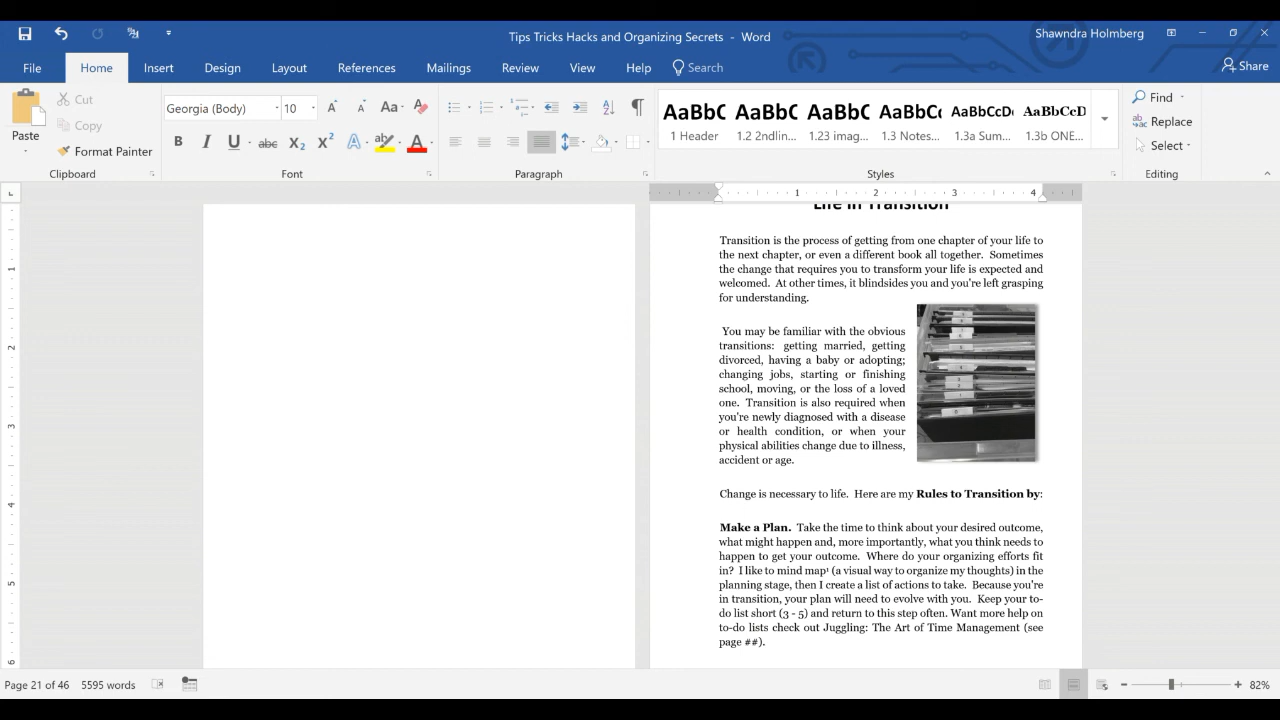 Tips Tricks Hacks and Organizing Secrets - Word
Shawndra Holmberg
File Home Insert Design Layout References Mailings Review View Help Search Share
Paste
Cut
Copy
Format Painter
Clipboard
Georgia (Body) 10
Font
Paragraph
AaBbC AaBbC AaBbC AaBbCc AaBbCcDc AaBbCcD
1 Header 1.2 2ndlin... 1.23 imag... 1.3 Notes... 1.3a Sum... 1.3b ONE...
Styles
Find
Replace
Select
Editing
1 2 3 4
Life in Transition
Transition is the process of getting from one chapter of your life to
the next chapter, or even a different book all together. Sometimes
the change that requires you to transform your life is expected and
welcomed. At other times, it blindsides you and you're left grasping
for understanding.
You may be familiar with the obvious
transitions: getting married, getting
divorced, having a baby or adopting;
changing jobs, starting or finishing
school, moving, or the loss of a loved
one. Transition is also required when
you're newly diagnosed with a disease
or health condition, or when your
physical abilities change due to illness,
accident or age.
Change is necessary to life. Here are my Rules to Transition by:
Make a Plan. Take the time to think about your desired outcome,
what might happen and, more importantly, what you think needs to
happen to get your outcome. Where do your organizing efforts fit
in? I like to mind map¹ (a visual way to organize my thoughts) in the
planning stage, then I create a list of actions to take. Because you're
in transition, your plan will need to evolve with you. Keep your to-
do list short (3 - 5) and return to this step often. Want more help on
to-do lists check out Juggling: The Art of Time Management (see
page ##).
1
2
3
4
5
6
Page 21 of 46 5595 words
82%